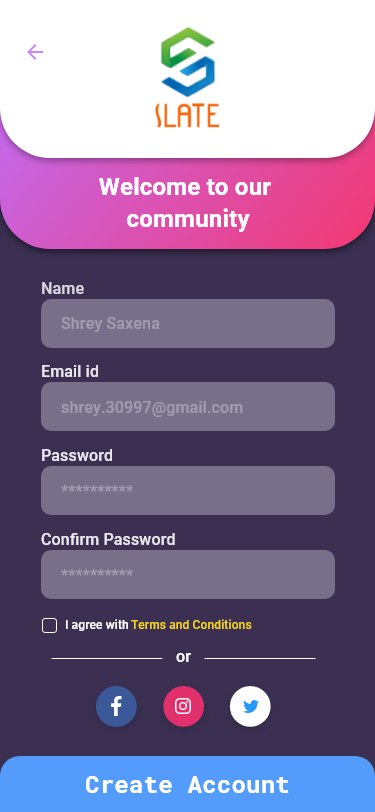 SLATE
Welcome to our
community
Name
Shrey Saxena
Email id
shrey.30997@gmail.com
Password
**********
Confirm Password
**********
I agree with Terms and Conditions
or
Create Account